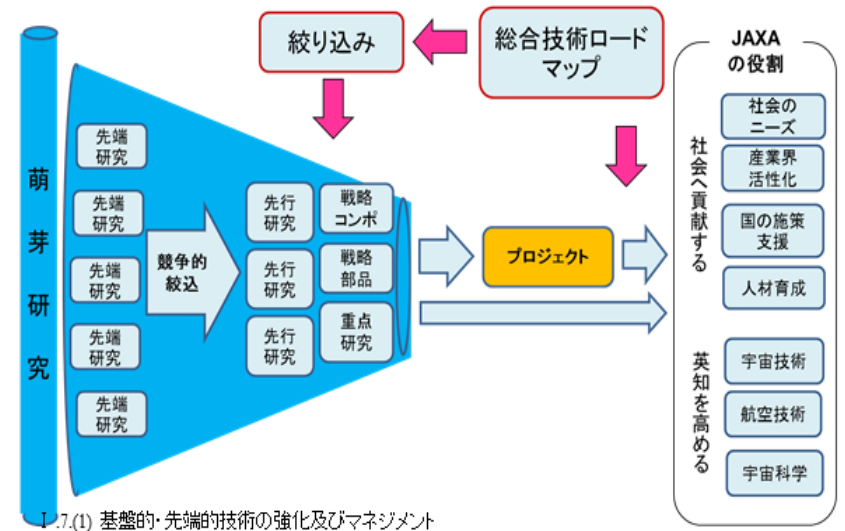 絞り込み
総合技術ロード
マップ
JAXA
の役割
萌芽研究
先端
研究
先端
研究
先端
研究
先端
研究
先端
研究
競争的
絞込
先行
研究
先行
研究
先行
研究
戦略
コンポ
戦略
部品
重点
研究
プロジェクト
社会へ貢献する
社会の
ニーズ
産業界
活性化
国の施策
支援
人材育成
英知を高める
宇宙技術
航空技術
宇宙科学
Ⅰ.7.(1) 基盤的・先端的技術の強化及びマネジメント